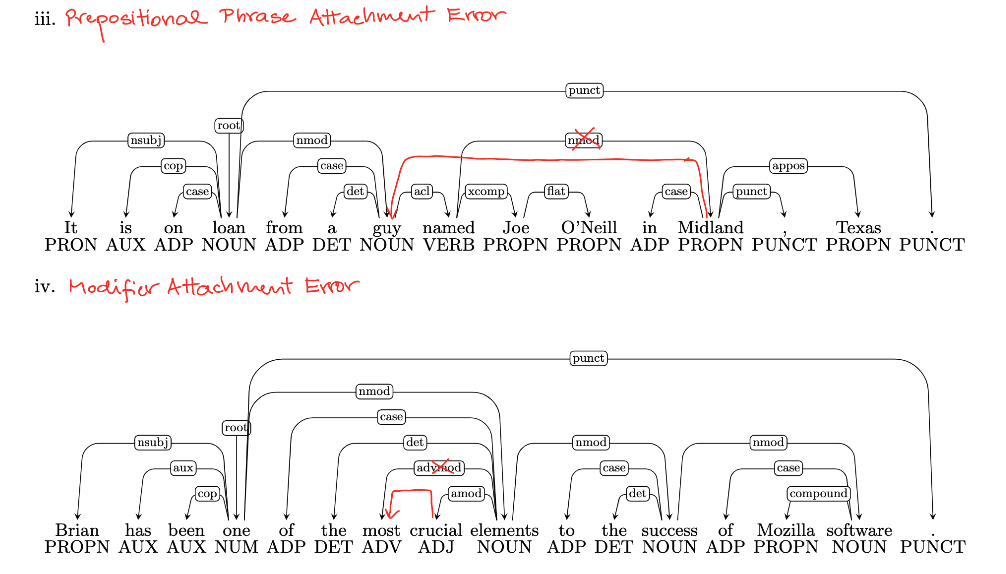 iii. Prepositional Phrase Attachment Error
punct
root
nsubj nmod nmod
cop case appos
case det acl xcomp flat case punct
It is on loan from a guy named Joe O'Neill in Midland , Texas .
PRON AUX ADP NOUN ADP DET NOUN VERB PROPN PROPN ADP PROPN PUNCT PROPN PUNCT
iv. Modifier Attachment Error
punct
nmod
case
root
nsubj det nmod nmod
aux advmod case case
cop amod det compound
Brian has been one of the most crucial elements to the success of Mozilla software .
PROPN AUX AUX NUM ADP DET ADV ADJ NOUN ADP DET NOUN ADP PROPN NOUN PUNCT